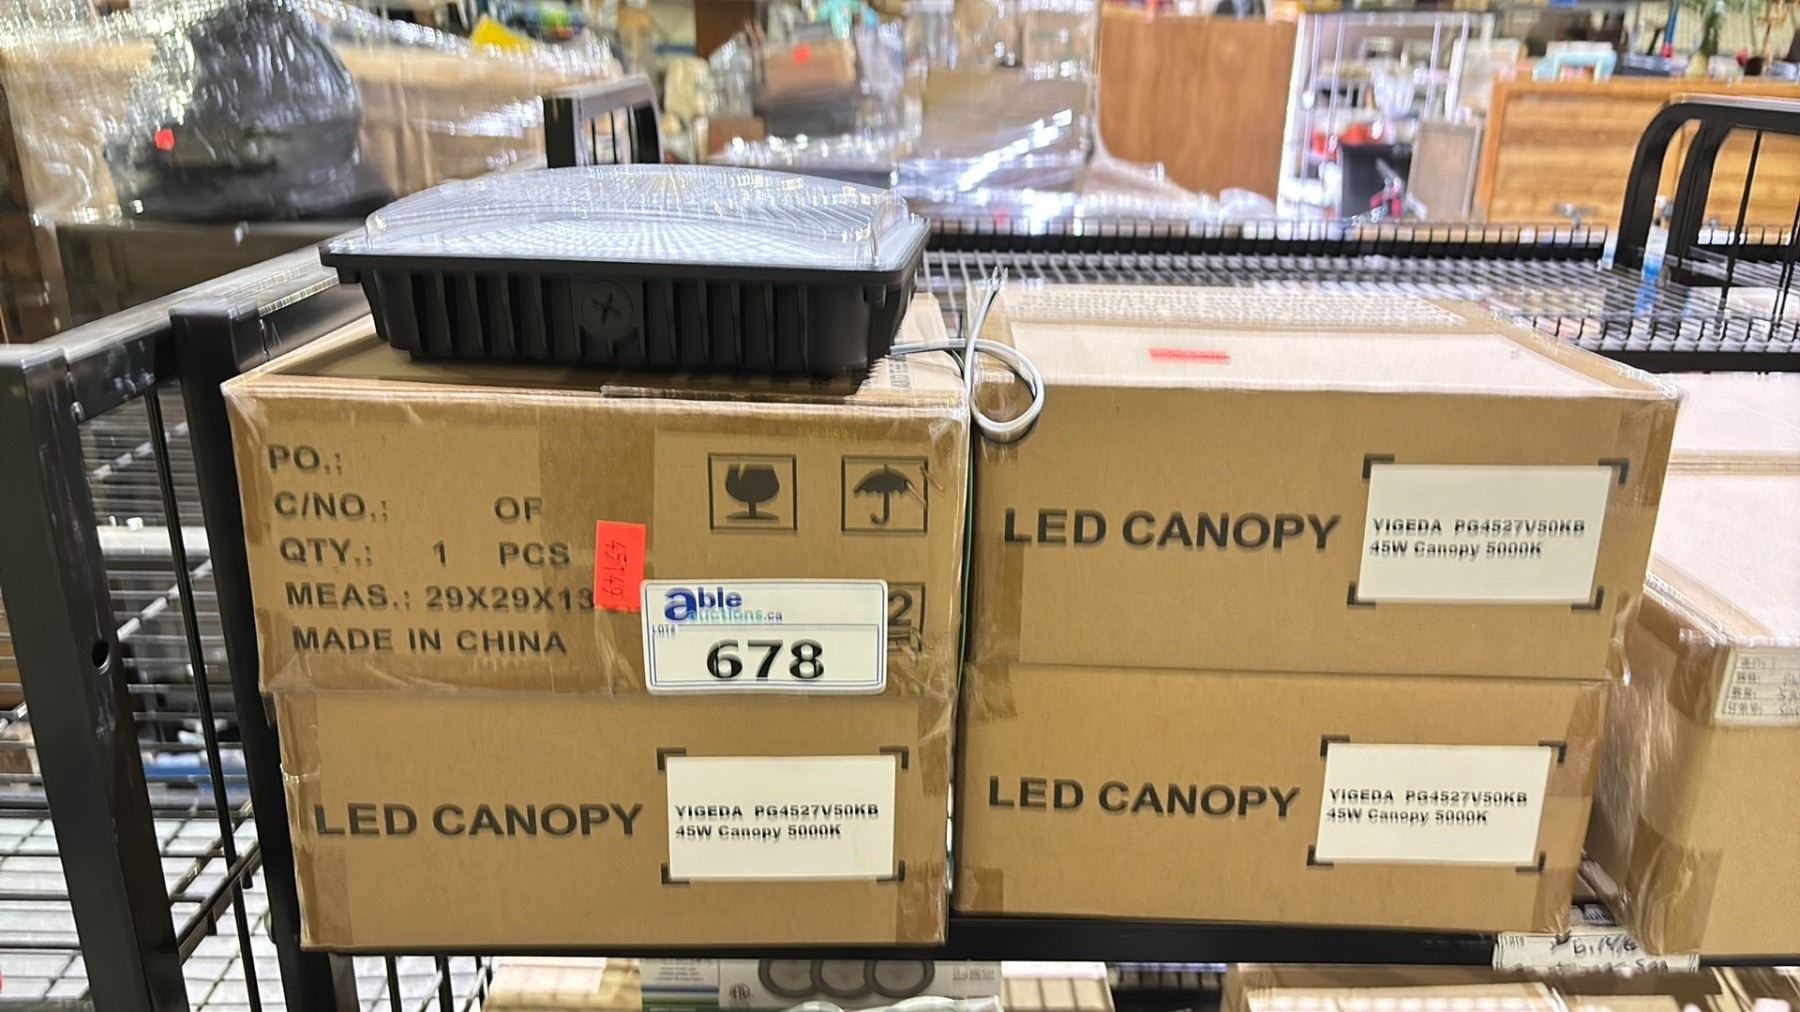 PO.:
C/NO.: OF
QTY.: 1 PCS
MEAS.: 29X29X13
MADE IN CHINA
45149
able
auctions.ca
LOT#
678
2
LED CANOPY
YIGEDA PG4527V50KB
45W Canopy 5000K
LED CANOPY
YIGEDA PG4527V50KB
45W Canopy 5000K
LED CANOPY
YIGEDA PG4527V50KB
45W Canopy 5000K